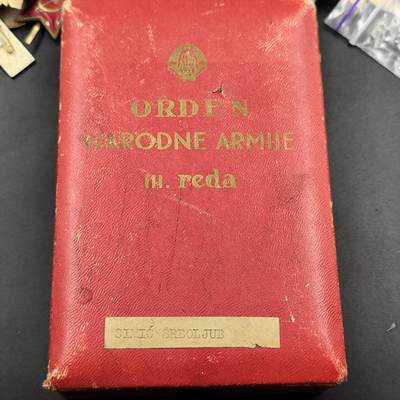 ORDEN
NARODNE ARMIJE
III. reda
SIMIĆ SRBOLJUB